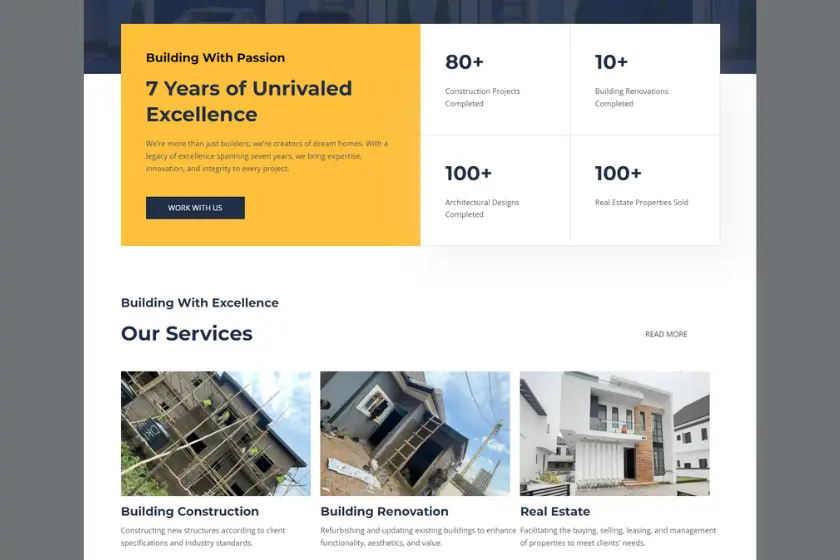 Building With Passion
7 Years of Unrivaled
Excellence
We're more than just builders; we're creators of dream homes. With a
legacy of excellence spanning seven years, we bring expertise,
innovation, and integrity to every project.
WORK WITH US
80+
Construction Projects
Completed
10+
Building Renovations
Completed
100+
Architectural Designs
Completed
100+
Real Estate Properties Sold
Building With Excellence
Our Services
READ MORE
Building Construction
Constructing new structures according to client
specifications and industry standards.
Building Renovation
Refurbishing and updating existing buildings to enhance
functionality, aesthetics, and value.
Real Estate
Facilitating the buying, selling, leasing, and management
of properties to meet clients' needs.